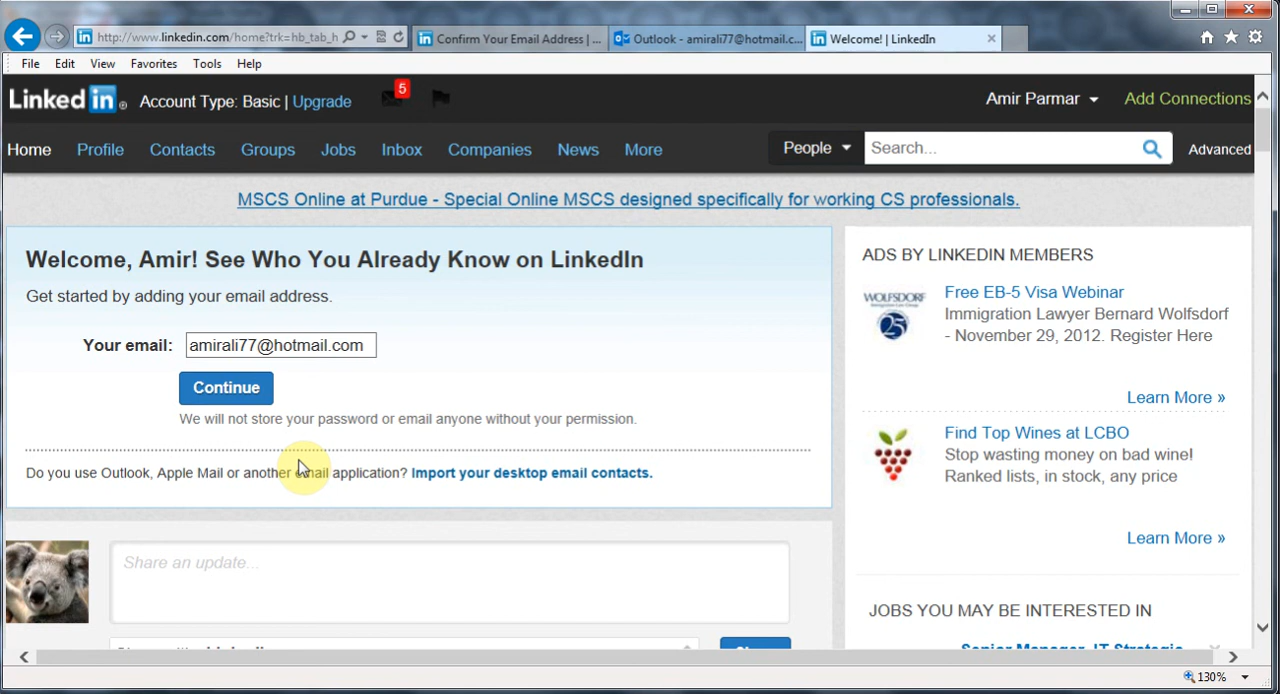 http://www.linkedin.com/home?trk=hb_tab_h
Confirm Your Email Address | ...
Outlook - amirali77@hotmail.c...
Welcome! | LinkedIn
File Edit View Favorites Tools Help
Linked in ® Account Type: Basic | Upgrade 5 Amir Parmar Add Connections
Home Profile Contacts Groups Jobs Inbox Companies News More People Search... Advanced
MSCS Online at Purdue - Special Online MSCS designed specifically for working CS professionals.
Welcome, Amir! See Who You Already Know on LinkedIn
Get started by adding your email address.
Your email: amirali77@hotmail.com
Continue
We will not store your password or email anyone without your permission.
Do you use Outlook, Apple Mail or another email application? Import your desktop email contacts.
Share an update...
ADS BY LINKEDIN MEMBERS
WOLFSDORF
25
Free EB-5 Visa Webinar
Immigration Lawyer Bernard Wolfsdorf
- November 29, 2012. Register Here
Learn More »
Find Top Wines at LCBO
Stop wasting money on bad wine!
Ranked lists, in stock, any price
Learn More »
JOBS YOU MAY BE INTERESTED IN
Senior Manager, IT Strategic
130%